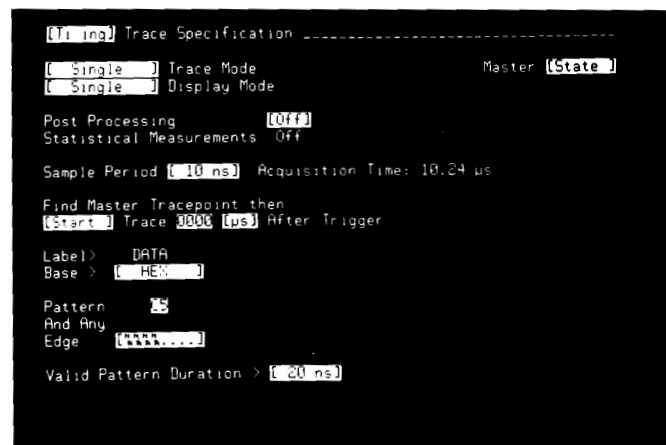 [Timing] Trace Specification
[ Single ] Trace Mode Master [State ]
[ Single ] Display Mode
Post Processing [Off]
Statistical Measurements Off
Sample Period [ 10 ns] Acquisition Time: 10.24 µs
Find Master Tracepoint then
[Start ] Trace 0000 [µs] After Trigger
Label> DATA
Base > [ HEX ]
Pattern
And Any
Edge
Valid Pattern Duration > [ 20 ns]